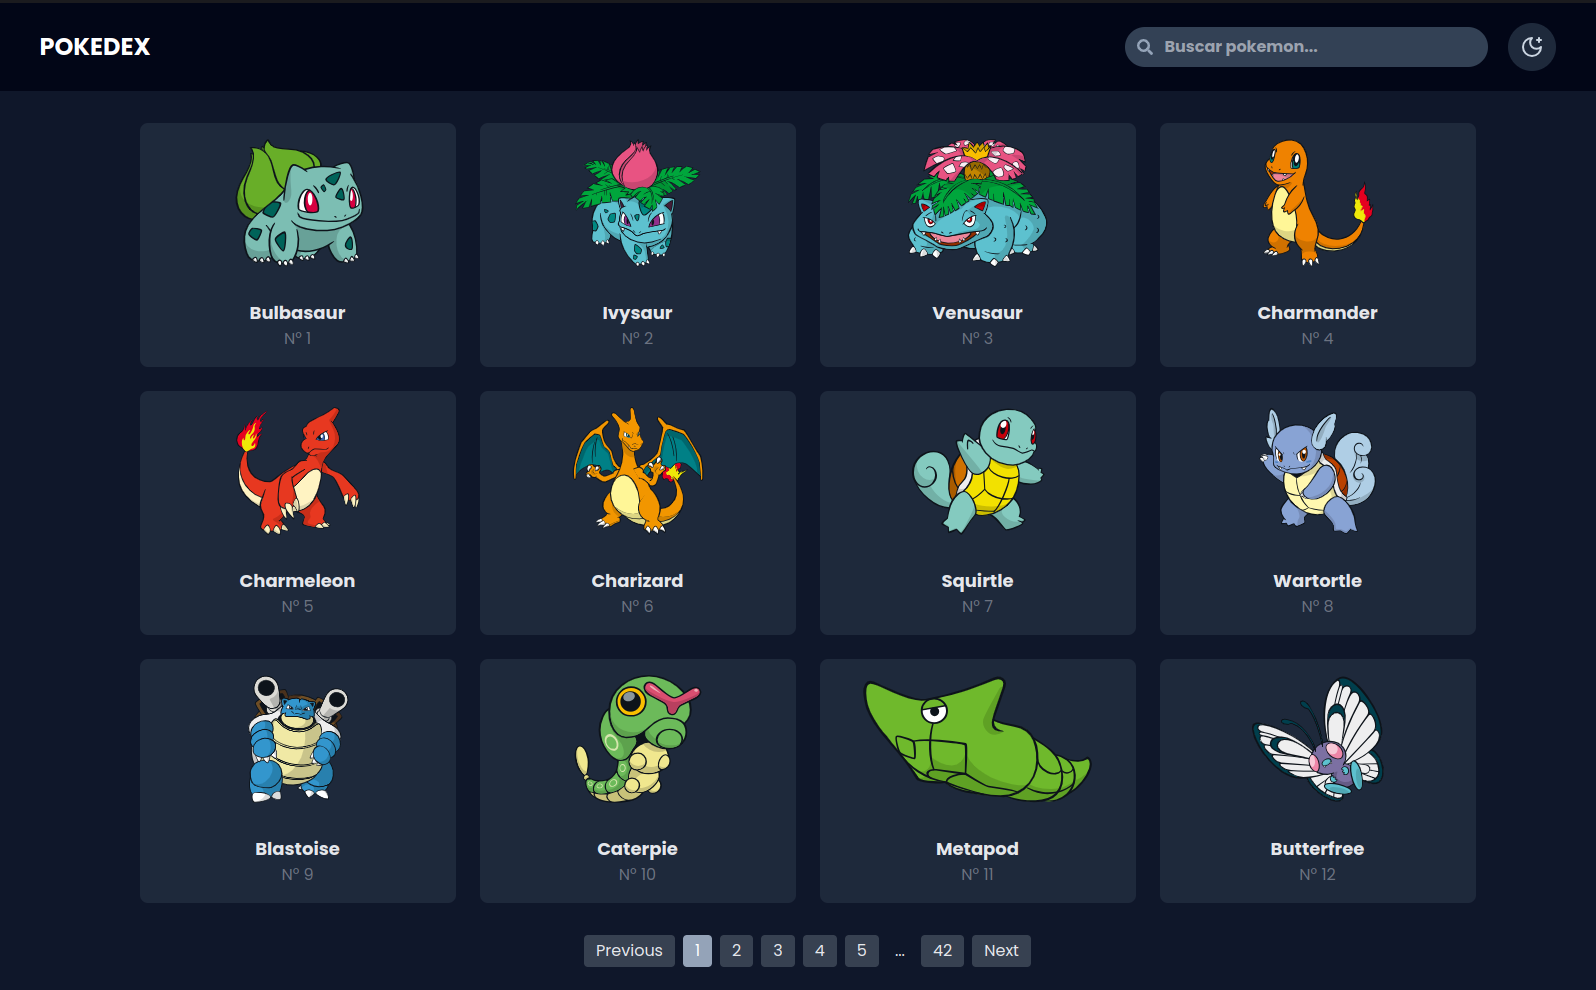 POKEDEX
Buscar pokemon...
Bulbasaur
Nº 1
Ivysaur
Nº 2
Venusaur
Nº 3
Charmander
Nº 4
Charmeleon
Nº 5
Charizard
Nº 6
Squirtle
Nº 7
Wartortle
Nº 8
Blastoise
Nº 9
Caterpie
Nº 10
Metapod
Nº 11
Butterfree
Nº 12
Previous 1 2 3 4 5 ... 42 Next